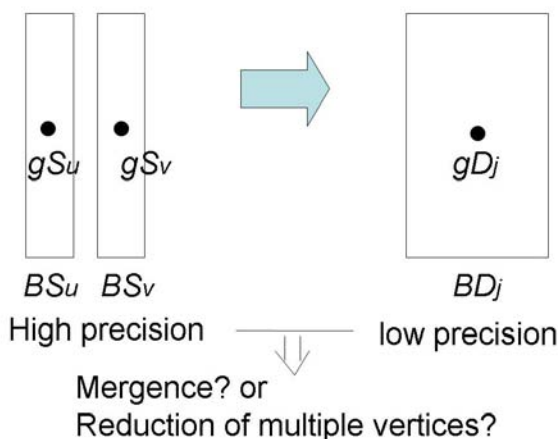 gSu gSv gDj
BSu BSv BDj
High precision low precision
Mergence? or
Reduction of multiple vertices?